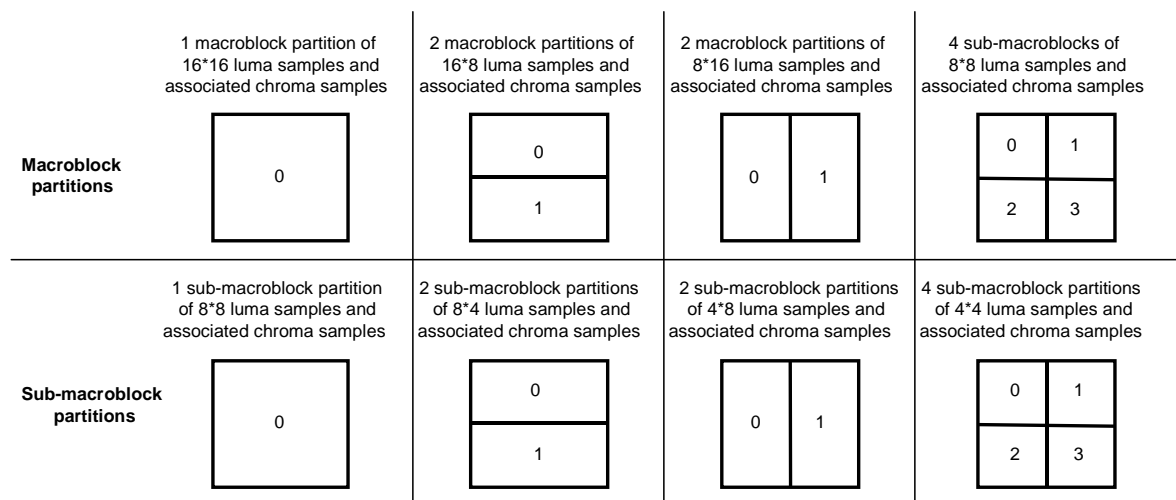 1 macroblock partition of
16*16 luma samples and
associated chroma samples
2 macroblock partitions of
16*8 luma samples and
associated chroma samples
2 macroblock partitions of
8*16 luma samples and
associated chroma samples
4 sub-macroblocks of
8*8 luma samples and
associated chroma samples
Macroblock
partitions
0
0
1
0 1
0 1
2 3
1 sub-macroblock partition
of 8*8 luma samples and
associated chroma samples
2 sub-macroblock partitions
of 8*4 luma samples and
associated chroma samples
2 sub-macroblock partitions
of 4*8 luma samples and
associated chroma samples
4 sub-macroblock partitions
of 4*4 luma samples and
associated chroma samples
Sub-macroblock
partitions
0
0
1
0 1
0 1
2 3